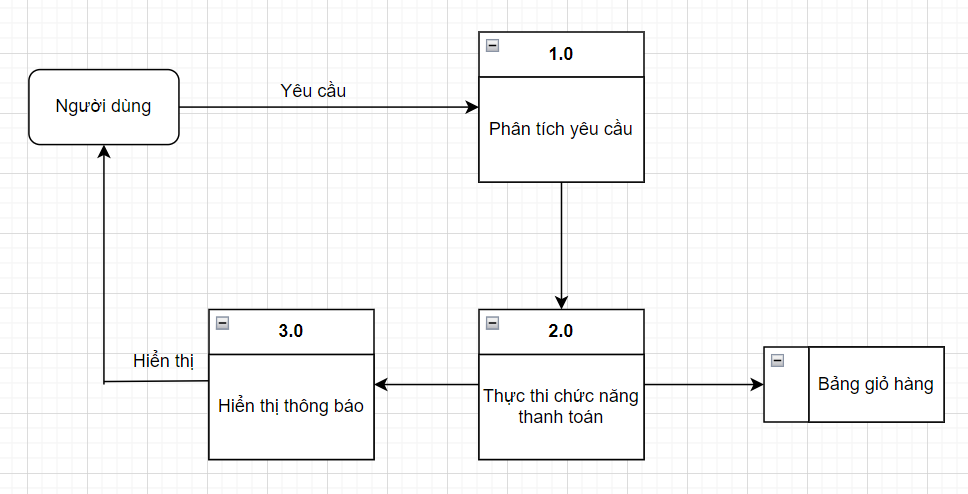 Người dùng
Yêu cầu
1.0
Phân tích yêu cầu
Hiển thị
3.0
Hiển thị thông báo
2.0
Thực thi chức năng
thanh toán
Bảng giỏ hàng